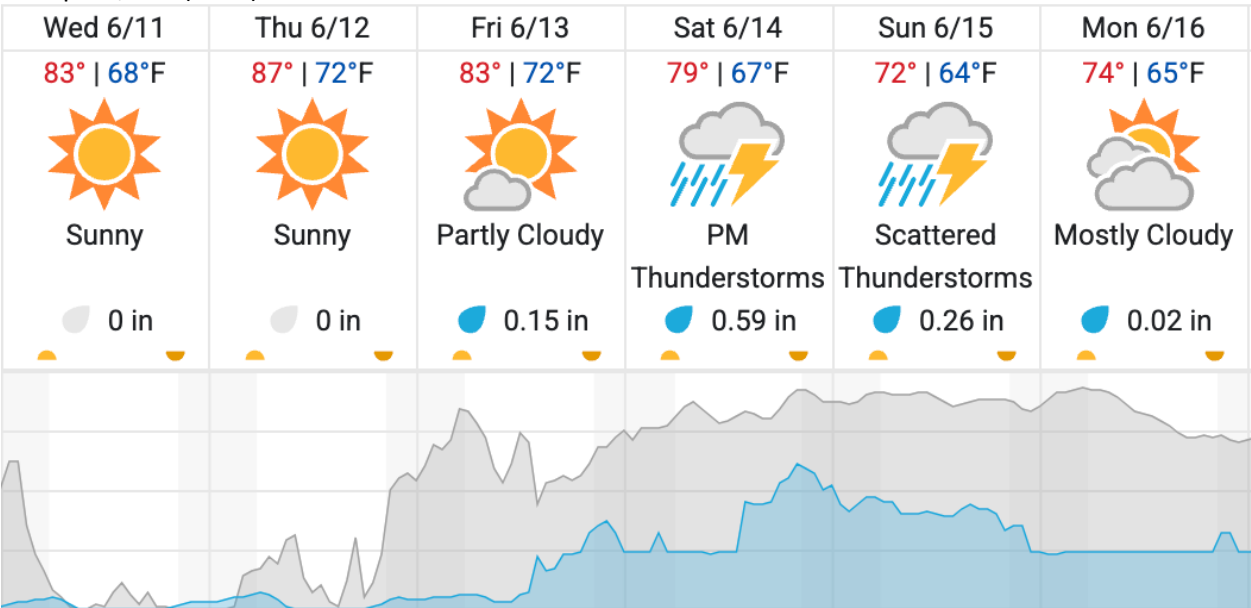 Wed 6/11 Thu 6/12 Fri 6/13 Sat 6/14 Sun 6/15 Mon 6/16
83° | 68°F 87° | 72°F 83° | 72°F 79° | 67°F 72° | 64°F 74° | 65°F
Sunny Sunny Partly Cloudy PM Scattered Mostly Cloudy
Thunderstorms Thunderstorms
0 in 0 in 0.15 in 0.59 in 0.26 in 0.02 in